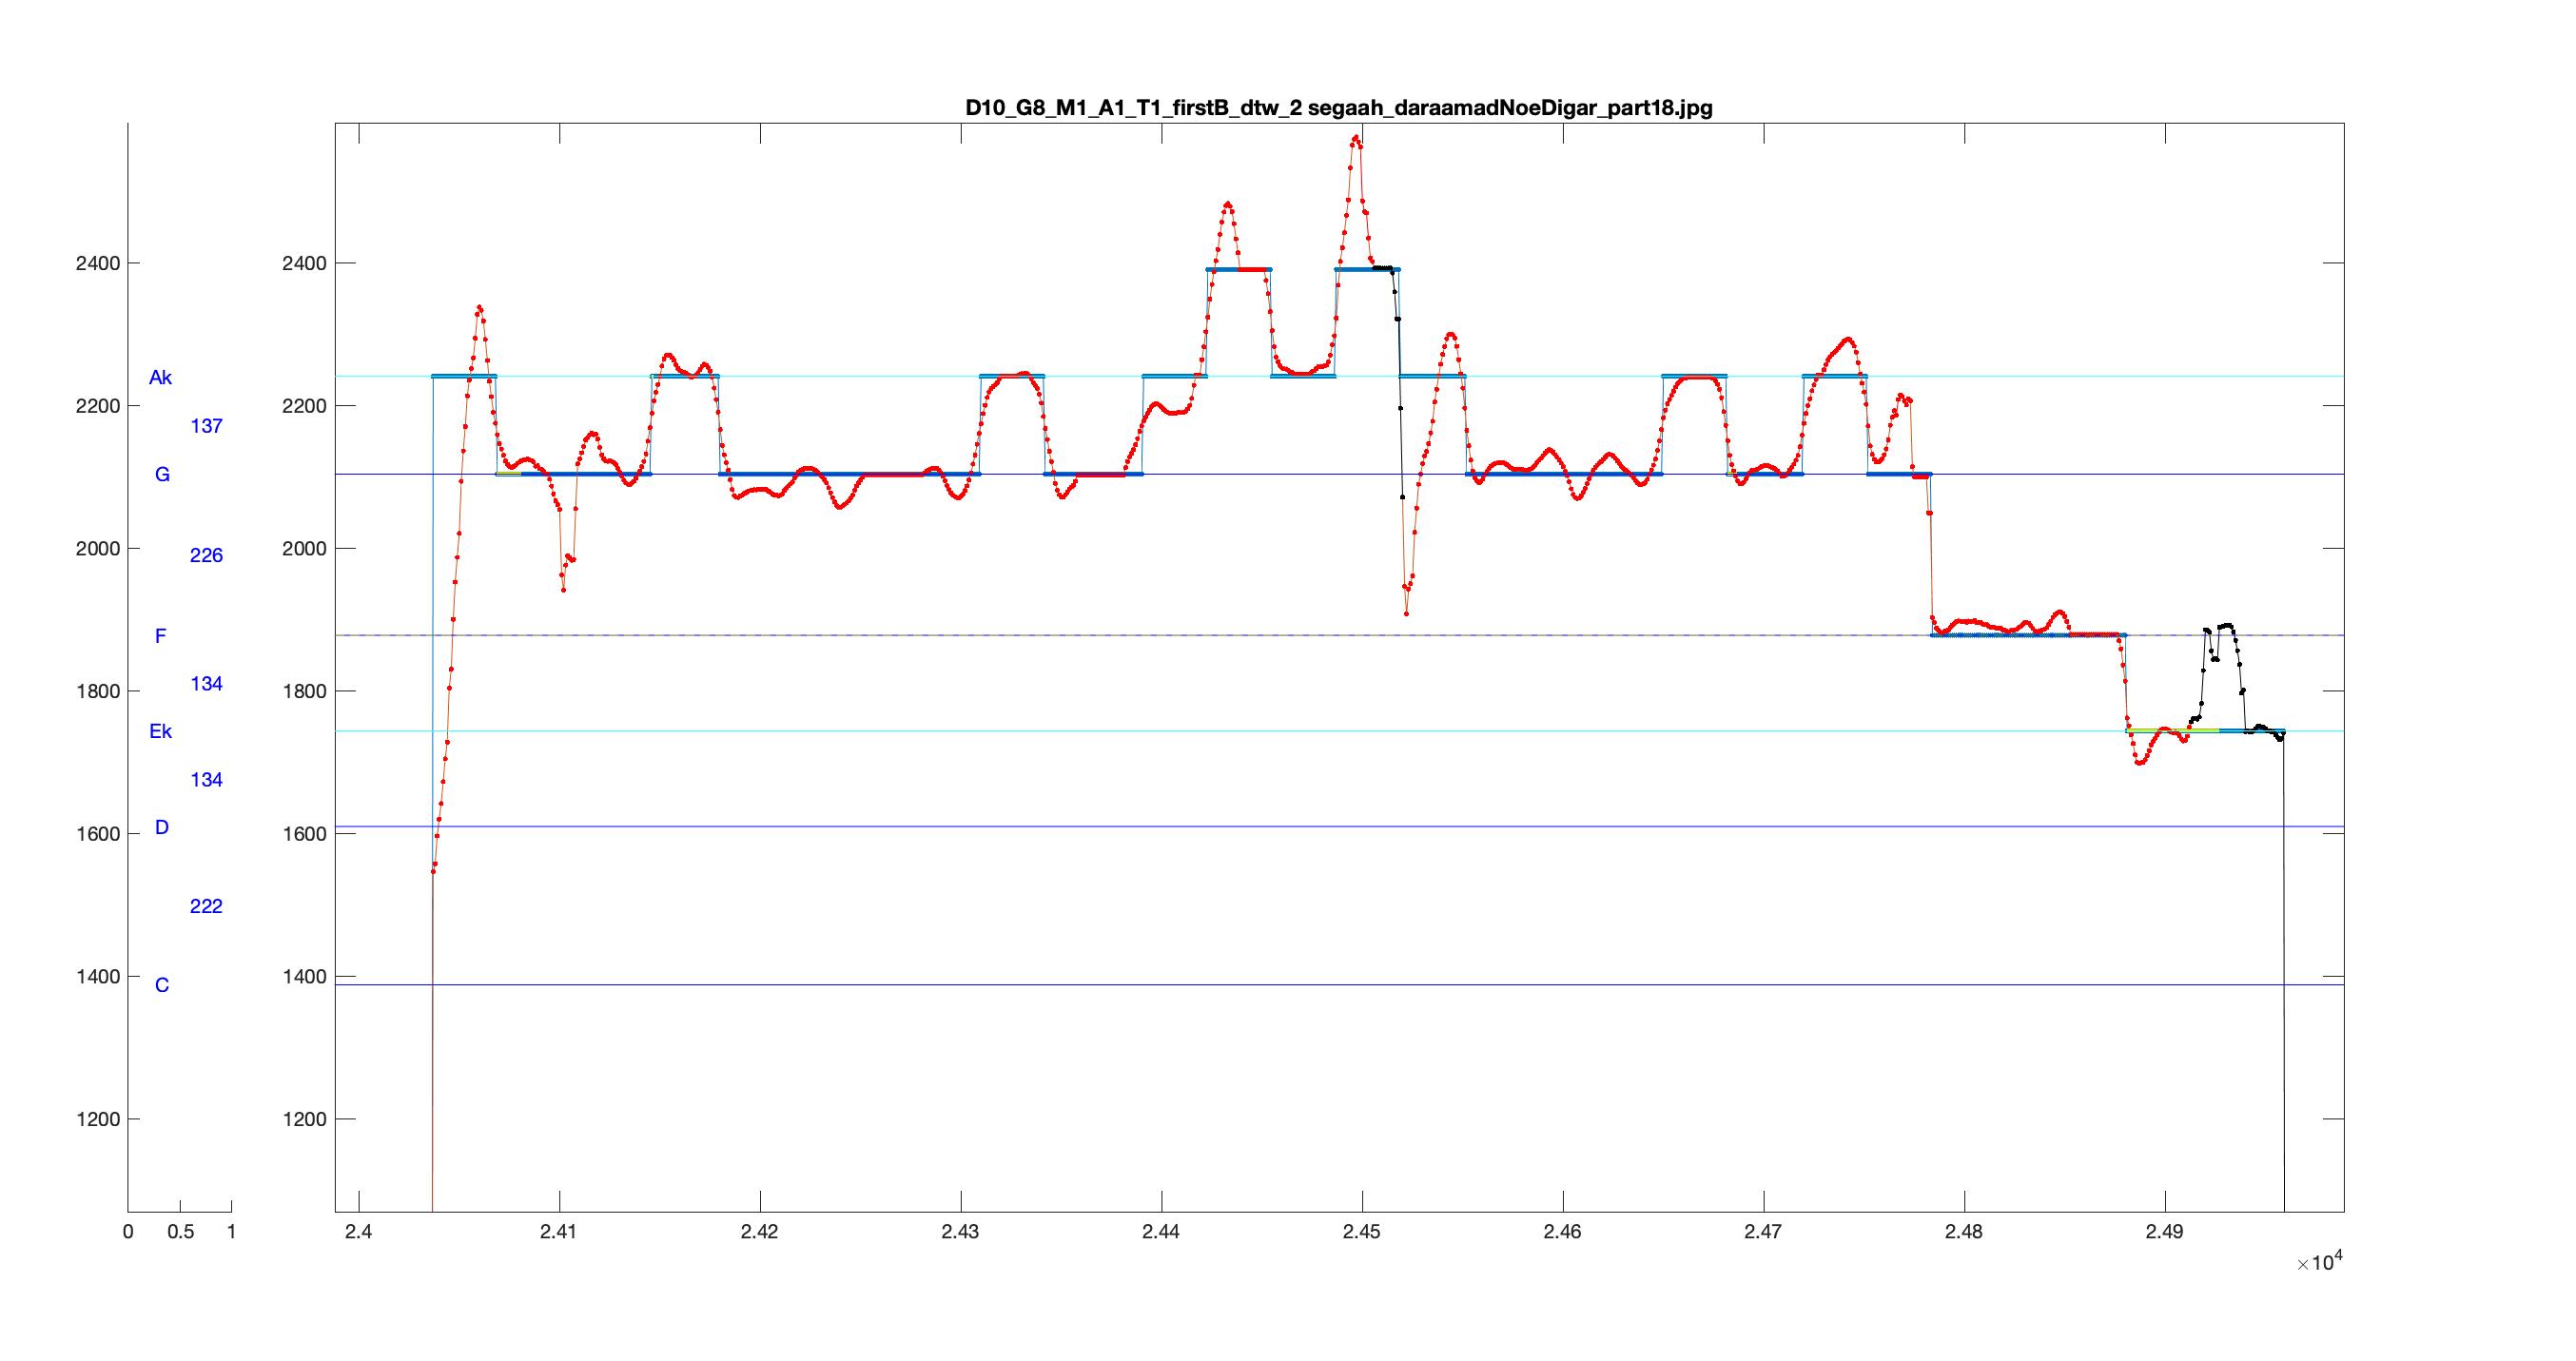 D10_G8_M1_A1_T1_firstB_dtw_2 segaah_daraamadNoeDigar_part18.jpg
2400
2400
Ak
2200
2200
137
G
2000
2000
226
F
1800
1800
134
Ek
134
1600
1600
D
222
1400
1400
C
1200
1200
0 0.5 1
2.4 2.41 2.42 2.43 2.44 2.45 2.46 2.47 2.48 2.49
×10⁴